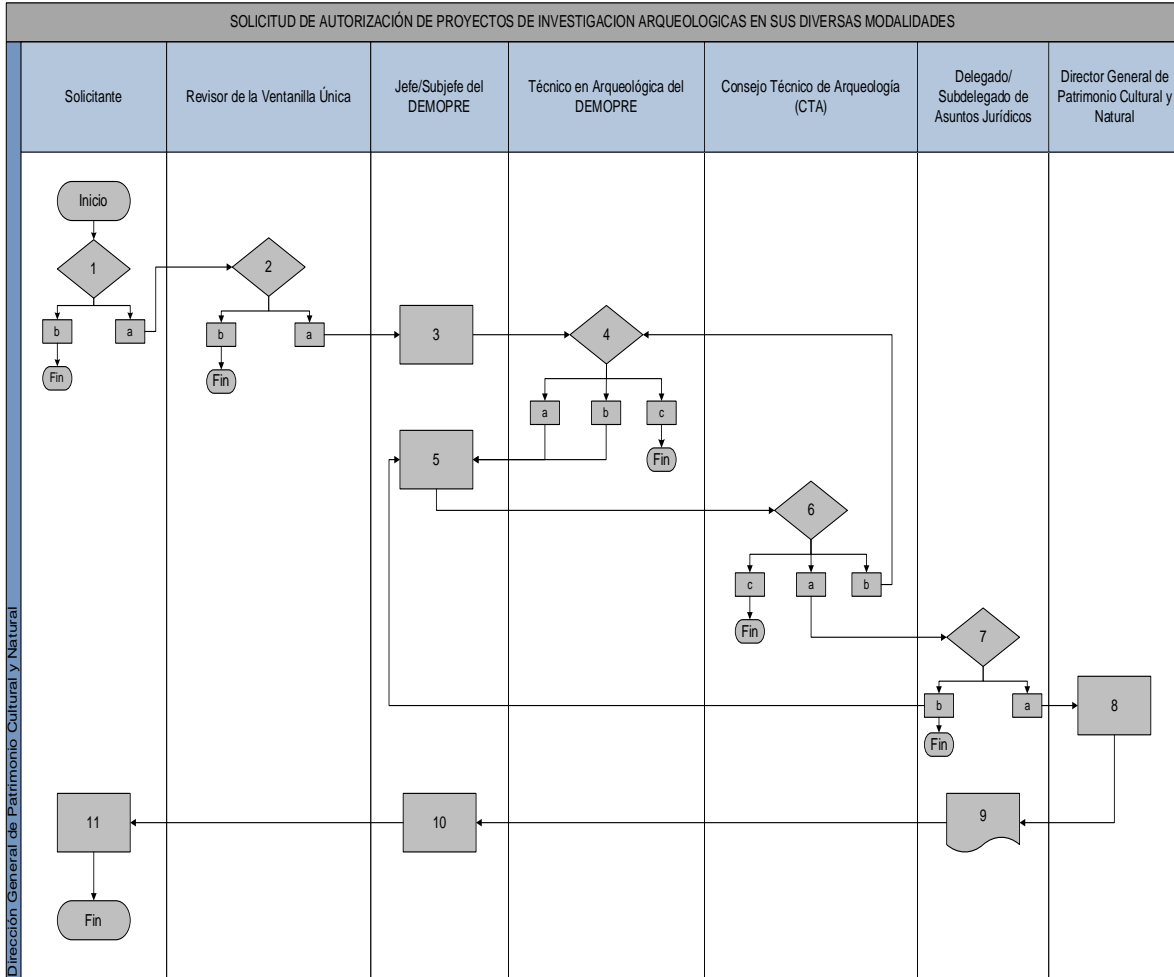 SOLICITUD DE AUTORIZACIÓN DE PROYECTOS DE INVESTIGACION ARQUEOLOGICAS EN SUS DIVERSAS MODALIDADES
Dirección General de Patrimonio Cultural y Natural
Solicitante
Revisor de la Ventanilla Única
Jefe/Subjefe del
DEMOPRE
Técnico en Arqueológica del
DEMOPRE
Consejo Técnico de Arqueología
(CTA)
Delegado/
Subdelegado de
Asuntos Jurídicos
Director General de
Patrimonio Cultural y
Natural
Inicio
1
b
a
Fin
2
b
a
Fin
3
4
a
b
c
Fin
5
6
c
a
b
Fin
7
b
a
Fin
8
9
10
11
Fin